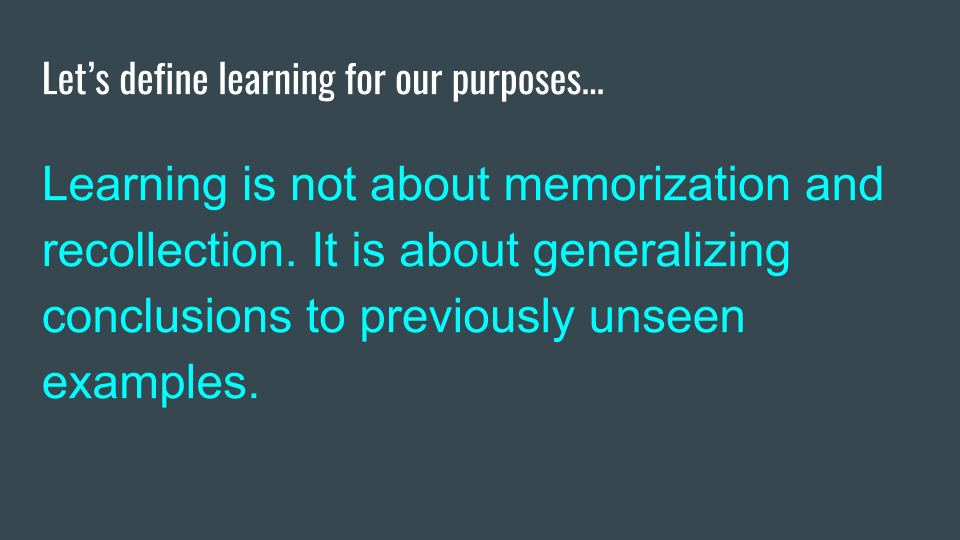 Let’s define learning for our purposes...
Learning is not about memorization and
recollection. It is about generalizing
conclusions to previously unseen
examples.